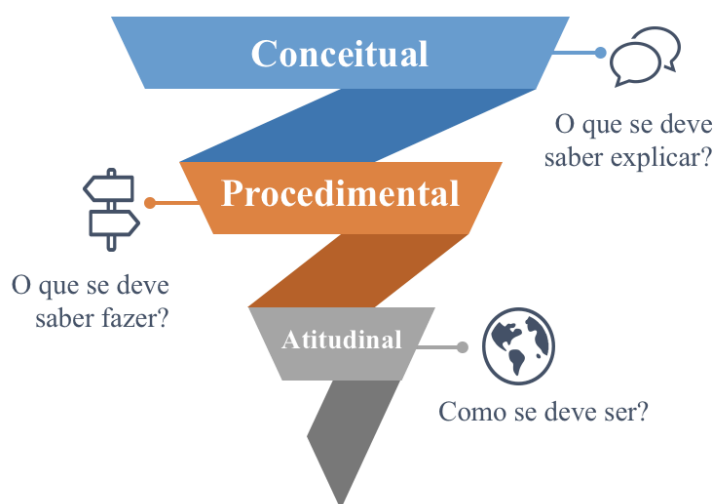 Conceitual
O que se deve
saber explicar?
Procedimental
O que se deve
saber fazer?
Atitudinal
Como se deve ser?